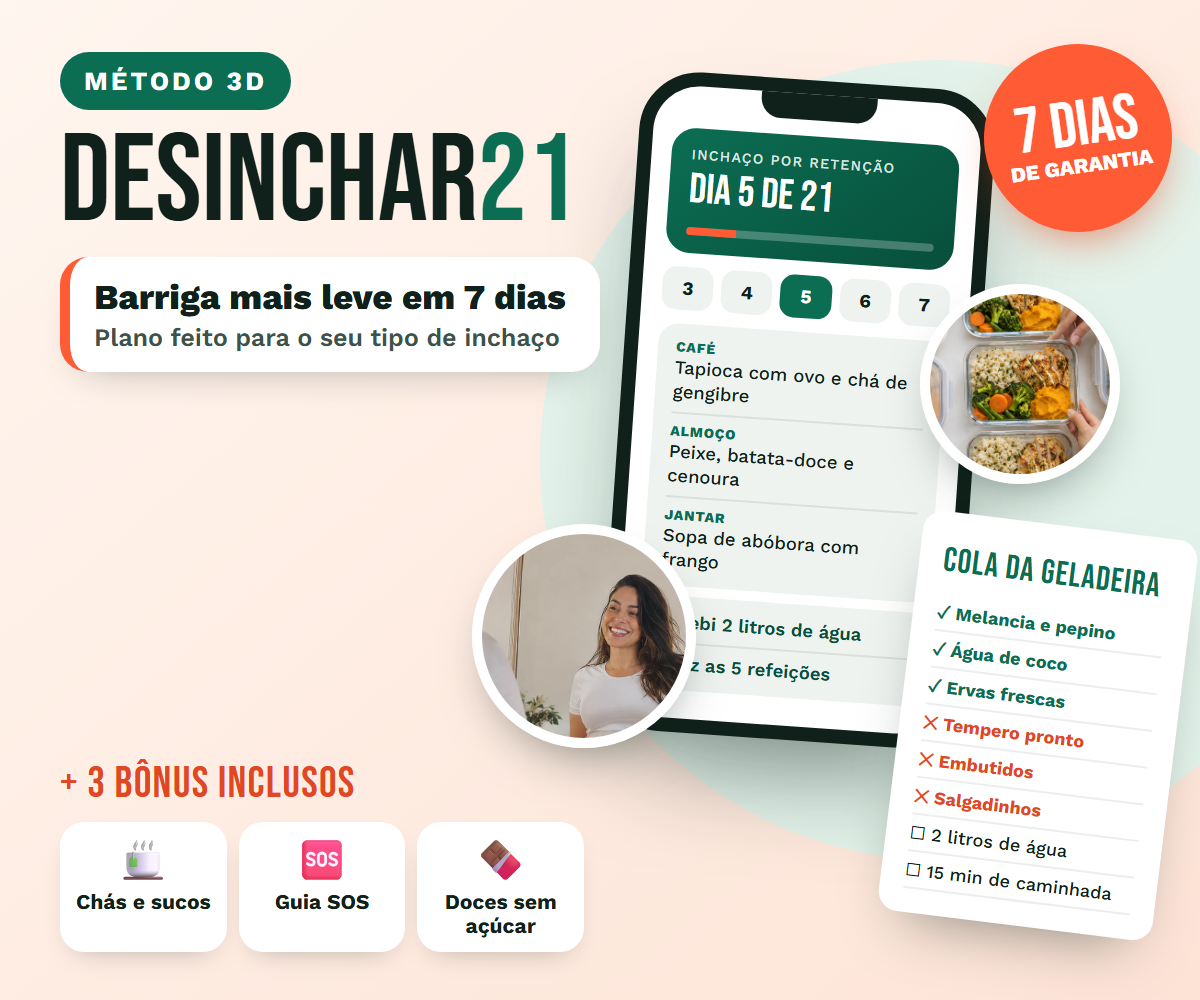 MÉTODO 3D
DESINCHAR21
Barriga mais leve em 7 dias
Plano feito para o seu tipo de inchaço
7 DIAS
DE GARANTIA
INCHAÇO POR RETENÇÃO
DIA 5 DE 21
3 4 5 6 7
CAFÉ
Tapioca com ovo e chá de
gengibre
ALMOÇO
Peixe, batata-doce e
cenoura
JANTAR
Sopa de abóbora com
frango
2 litros de água
as 5 refeições
COLA DA GELADEIRA
✓ Melancia e pepino
✓ Água de coco
✓ Ervas frescas
✕ Tempero pronto
✕ Embutidos
✕ Salgadinhos
☐ 2 litros de água
☐ 15 min de caminhada
+ 3 BÔNUS INCLUSOS
Chás e sucos
SOS
Guia SOS
Doces sem
açúcar